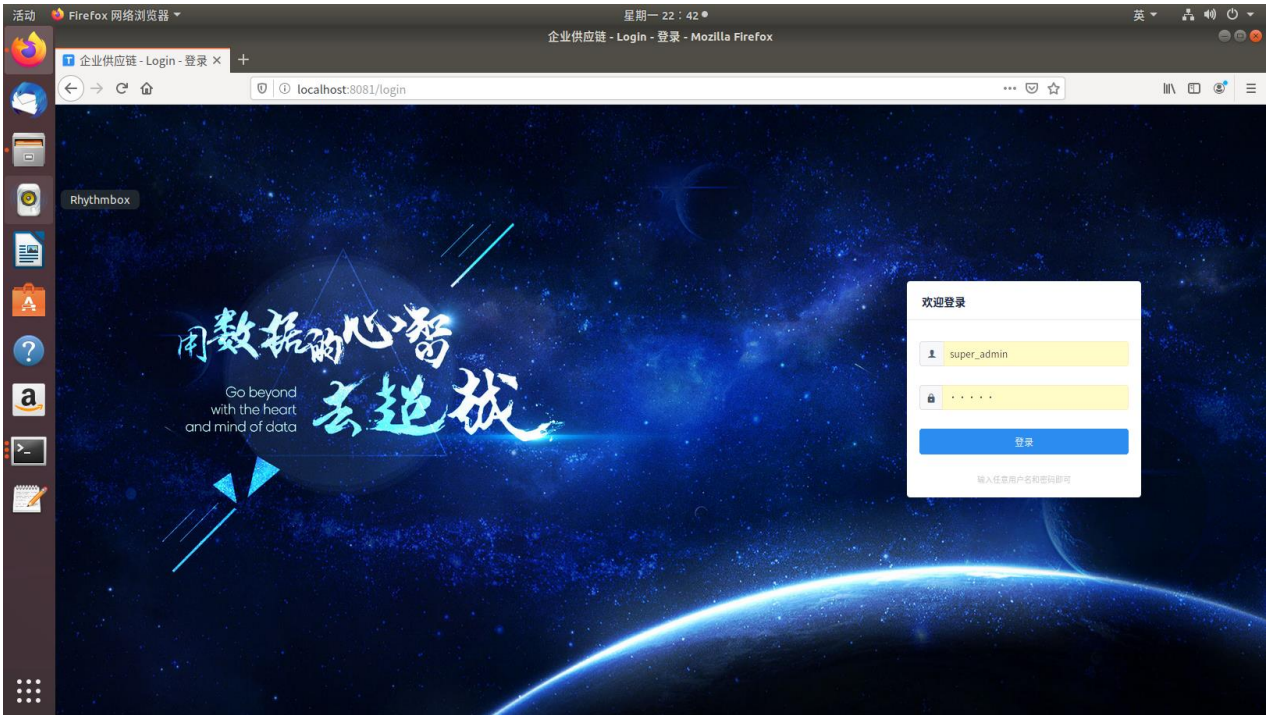 活动 Firefox 网络浏览器 星期一 22：42 英
企业供应链 - Login - 登录 - Mozilla Firefox
企业供应链 - Login - 登录
localhost:8081/login
Rhythmbox
欢迎登录
super_admin
登录
输入任意用户名和密码即可
用数据的心智
去超越
Go beyond
with the heart
and mind of data